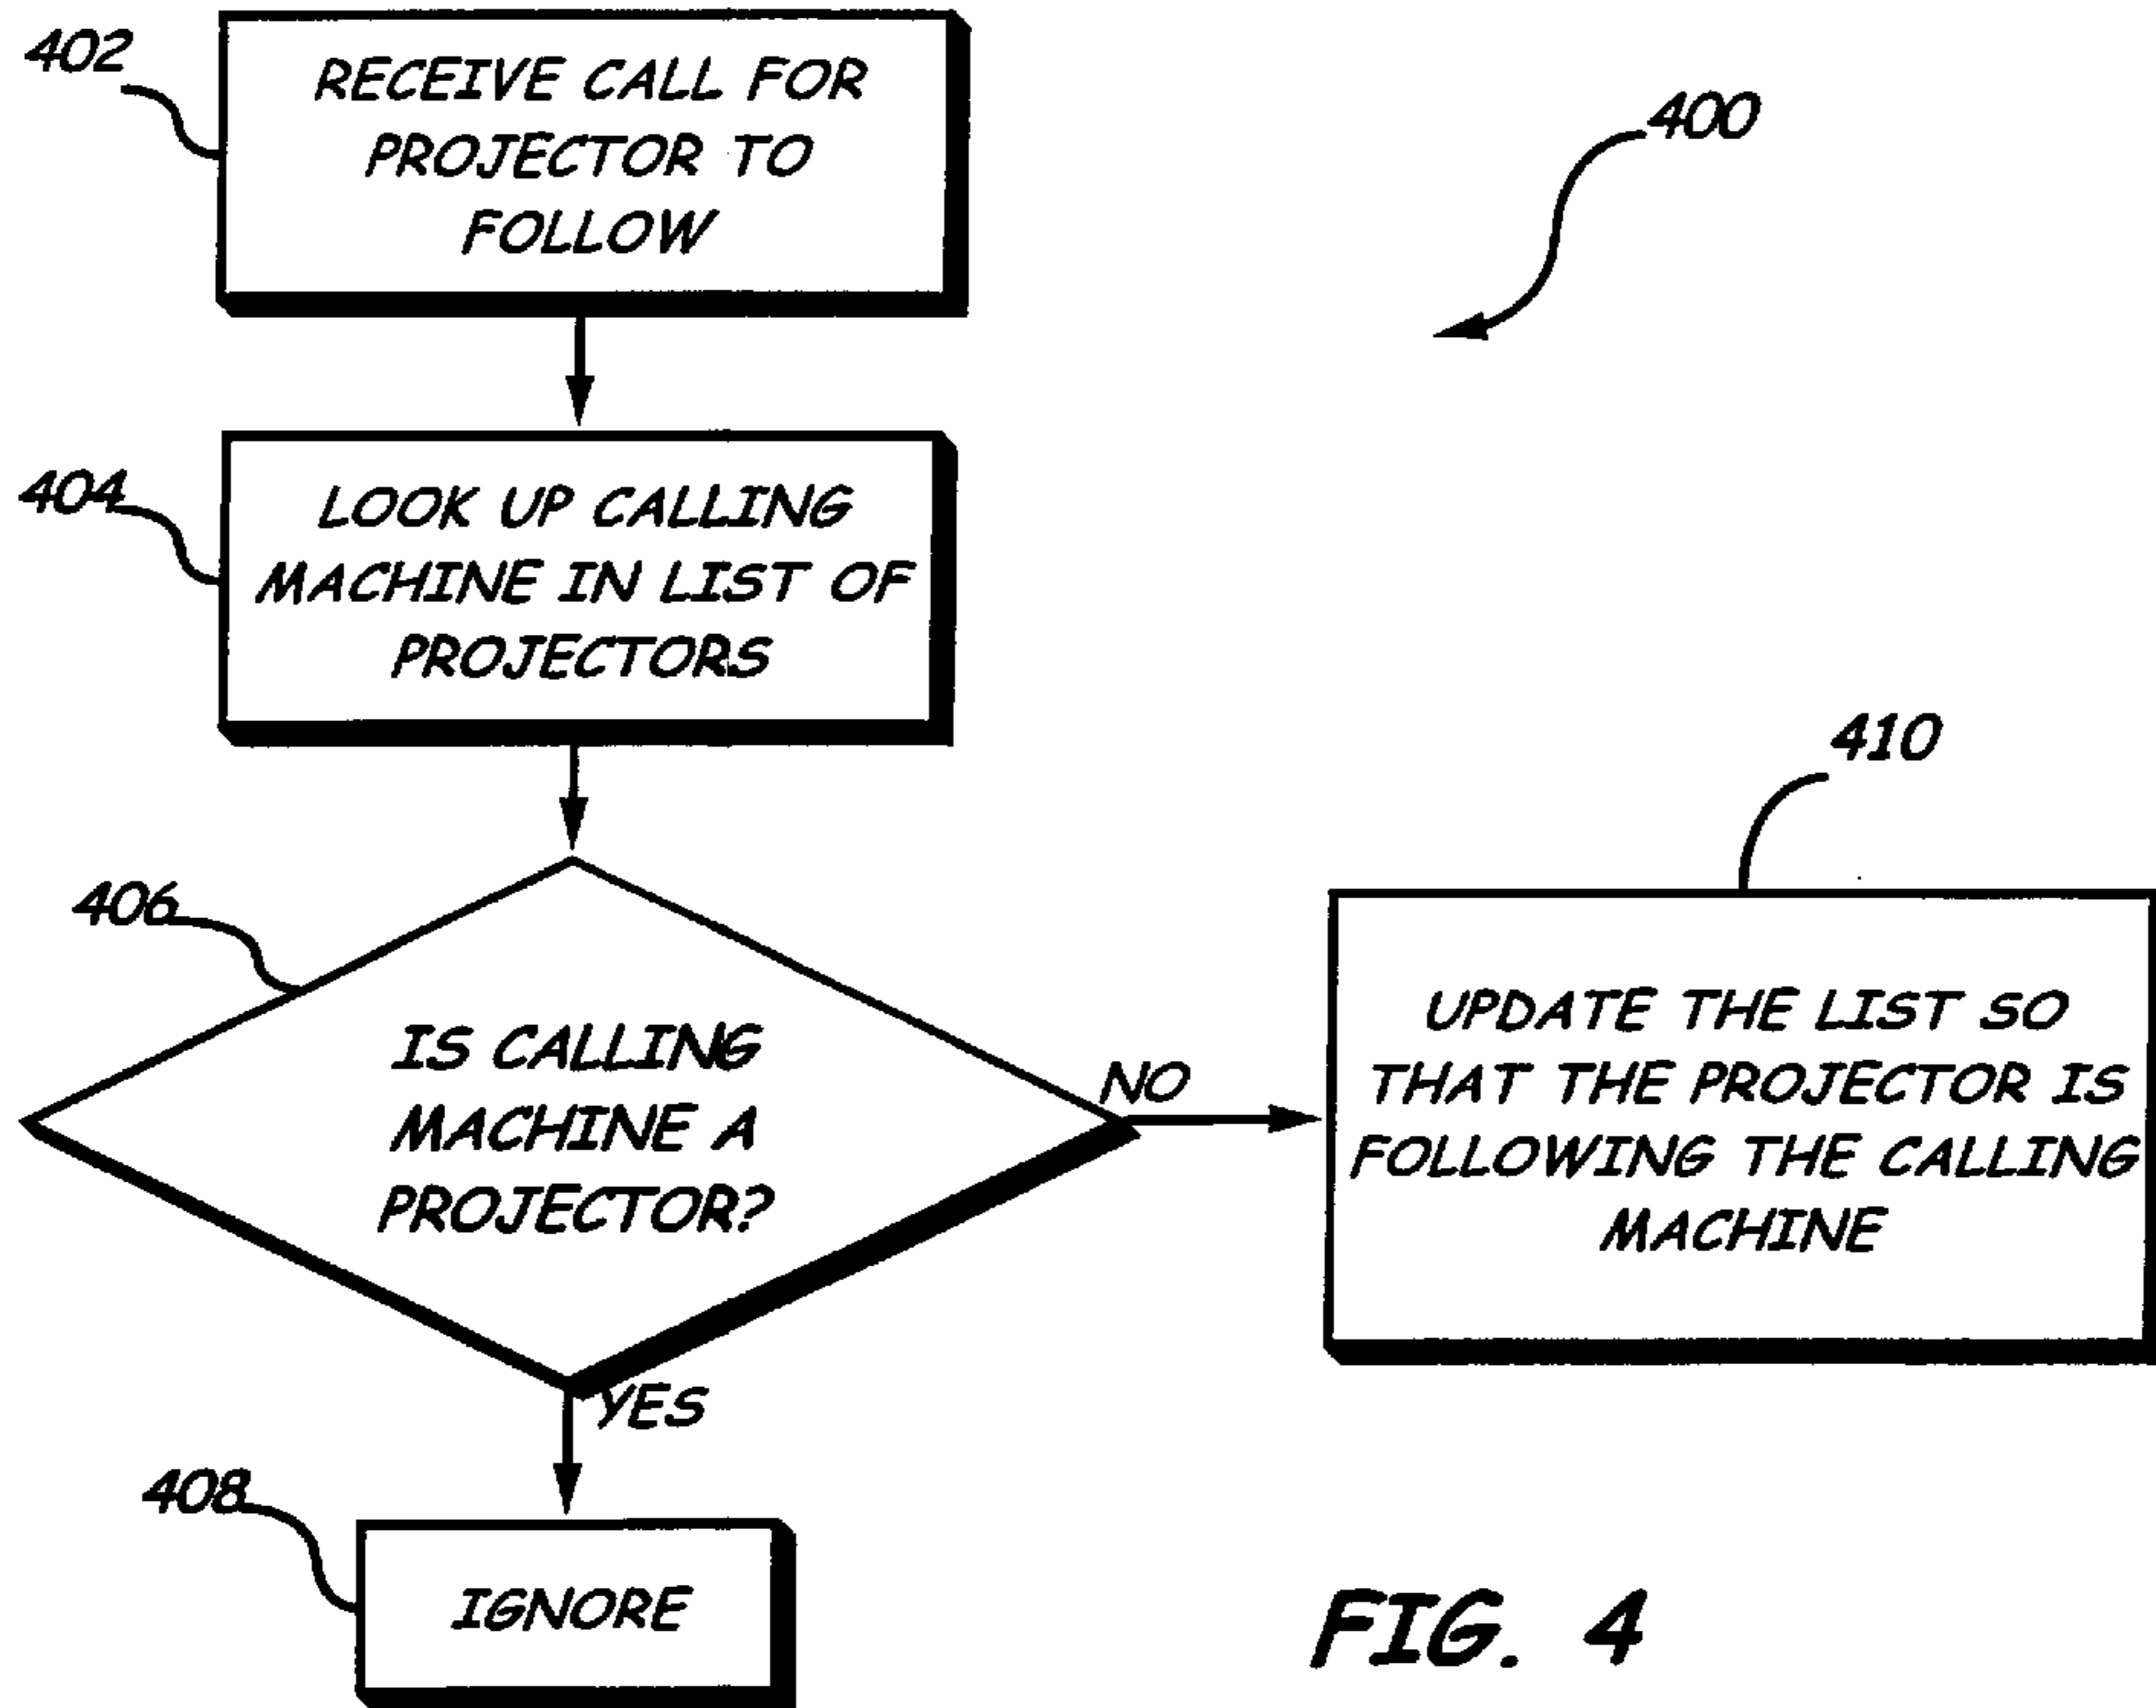 402
RECEIVE CALL FOR
PROJECTOR TO
FOLLOW
400
404
LOOK UP CALLING
MACHINE IN LIST OF
PROJECTORS
406
IS CALLING
MACHINE A
PROJECTOR?
NO
410
UPDATE THE LIST SO
THAT THE PROJECTOR IS
FOLLOWING THE CALLING
MACHINE
YES
408
IGNORE
FIG. 4